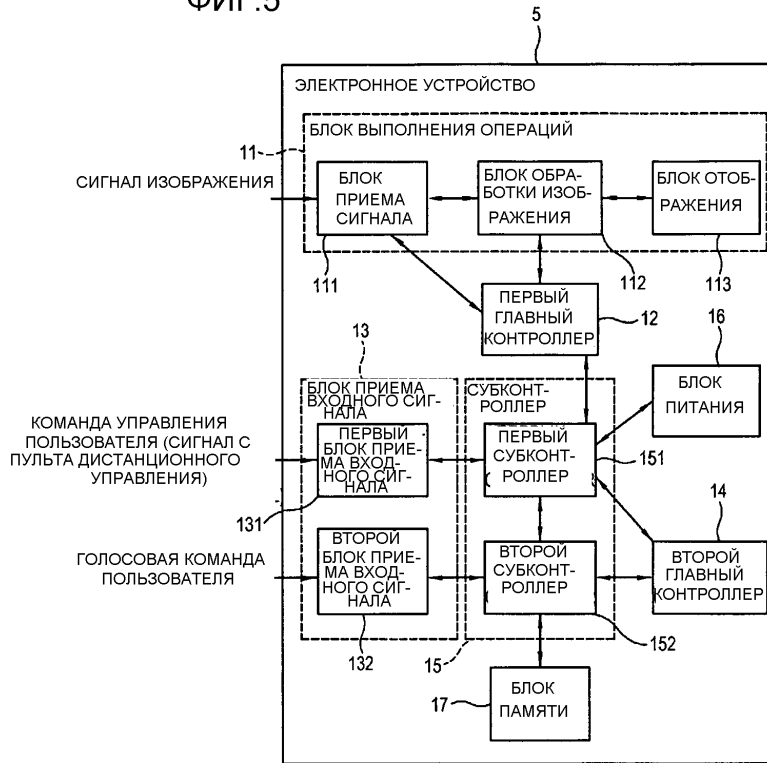 ФИГ.5
5
ЭЛЕКТРОННОЕ УСТРОЙСТВО
БЛОК ВЫПОЛНЕНИЯ ОПЕРАЦИЙ
11
СИГНАЛ ИЗОБРАЖЕНИЯ
БЛОК
ПРИЕМА
СИГНАЛА
БЛОК ОБРА-
БОТКИ ИЗОБ-
РАЖЕНИЯ
БЛОК ОТОБ-
РАЖЕНИЯ
111
112
113
ПЕРВЫЙ
ГЛАВНЫЙ
КОНТРОЛЛЕР
12
13
16
БЛОК ПРИЕМА
ВХОДНОГО СИГ-
НАЛА
СУБКОНТ-
РОЛЛЕР
БЛОК
ПИТАНИЯ
КОМАНДА УПРАВЛЕНИЯ
ПОЛЬЗОВАТЕЛЯ (СИГНАЛ С
ПУЛЬТА ДИСТАНЦИОННОГО
УПРАВЛЕНИЯ)
ПЕРВЫЙ
БЛОК ПРИЕ-
МА ВХОД-
НОГО СИГ-
НАЛА
ПЕРВЫЙ
СУБКОНТ-
РОЛЛЕР
131
151
14
ГОЛОСОВАЯ КОМАНДА
ПОЛЬЗОВАТЕЛЯ
ВТОРОЙ
БЛОК ПРИЕ-
МА ВХОД-
НОГО СИГ-
НАЛА
ВТОРОЙ
СУБКОНТ-
РОЛЛЕР
ВТОРОЙ
ГЛАВНЫЙ
КОНТРОЛЛЕР
132
15
152
17
БЛОК
ПАМЯТИ